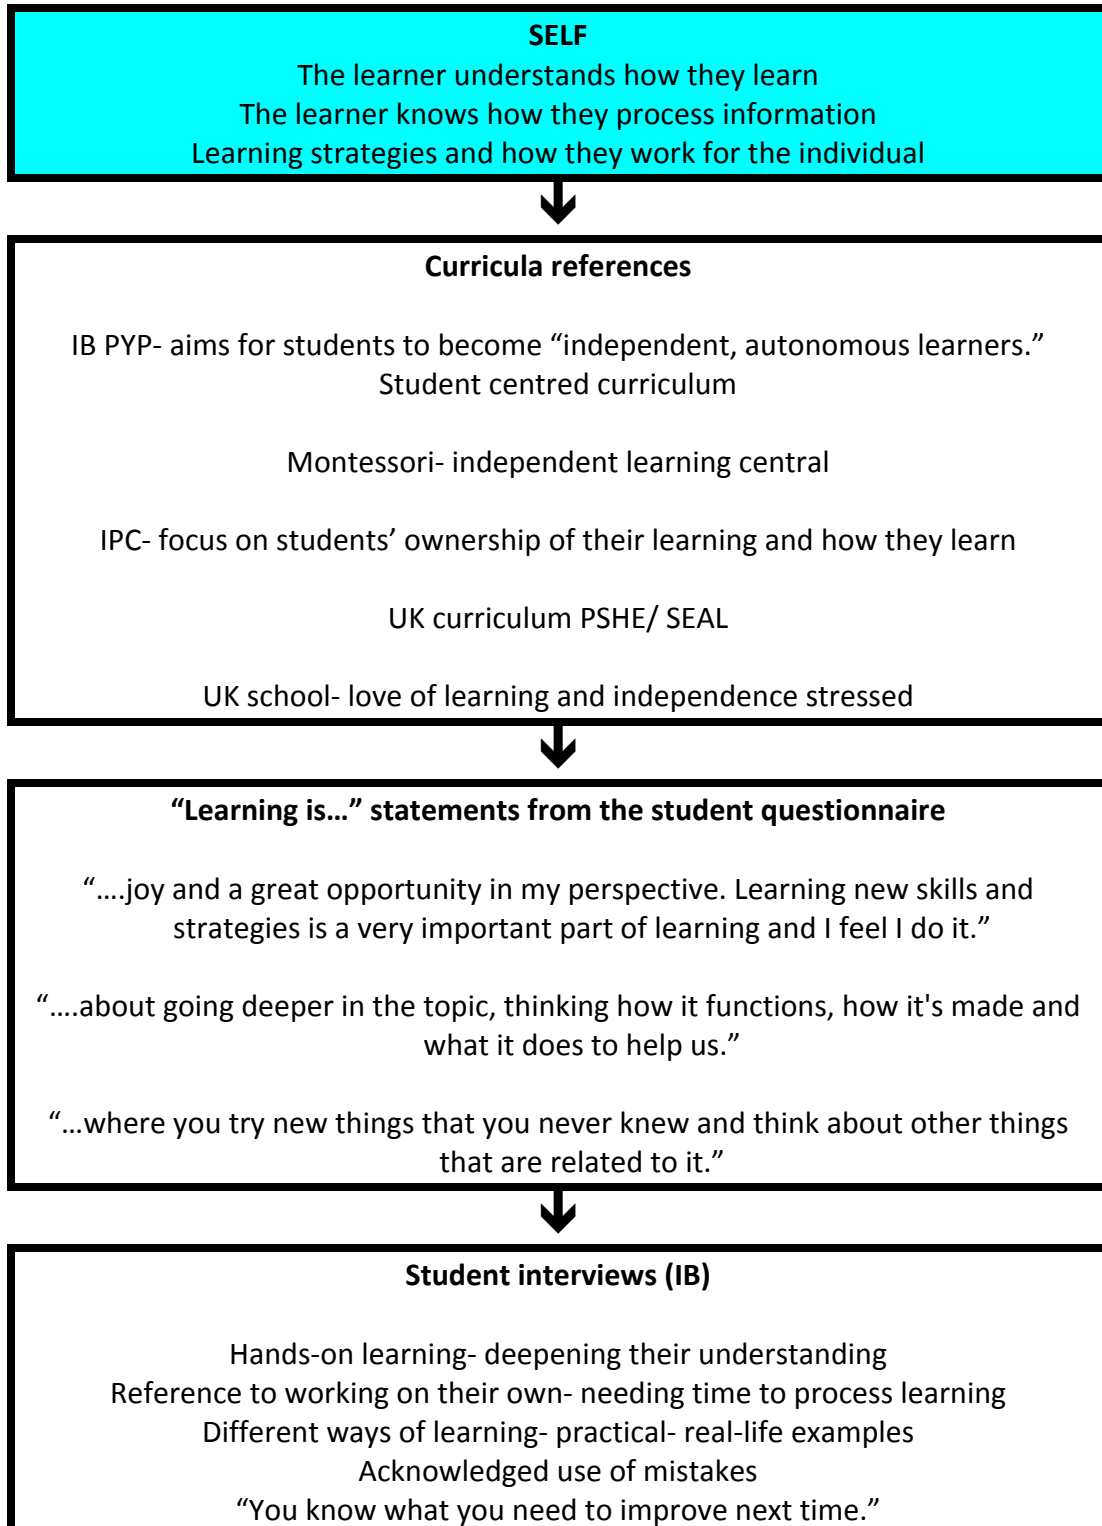 SELF
The learner understands how they learn
The learner knows how they process information
Learning strategies and how they work for the individual
Curricula references
IB PYP- aims for students to become “independent, autonomous learners.”
Student centred curriculum
Montessori- independent learning central
IPC- focus on students’ ownership of their learning and how they learn
UK curriculum PSHE/ SEAL
UK school- love of learning and independence stressed
“Learning is…” statements from the student questionnaire
“….joy and a great opportunity in my perspective. Learning new skills and
strategies is a very important part of learning and I feel I do it.”
“….about going deeper in the topic, thinking how it functions, how it's made and
what it does to help us.”
“…where you try new things that you never knew and think about other things
that are related to it.”
Student interviews (IB)
Hands-on learning- deepening their understanding
Reference to working on their own- needing time to process learning
Different ways of learning- practical- real-life examples
Acknowledged use of mistakes
“You know what you need to improve next time.”